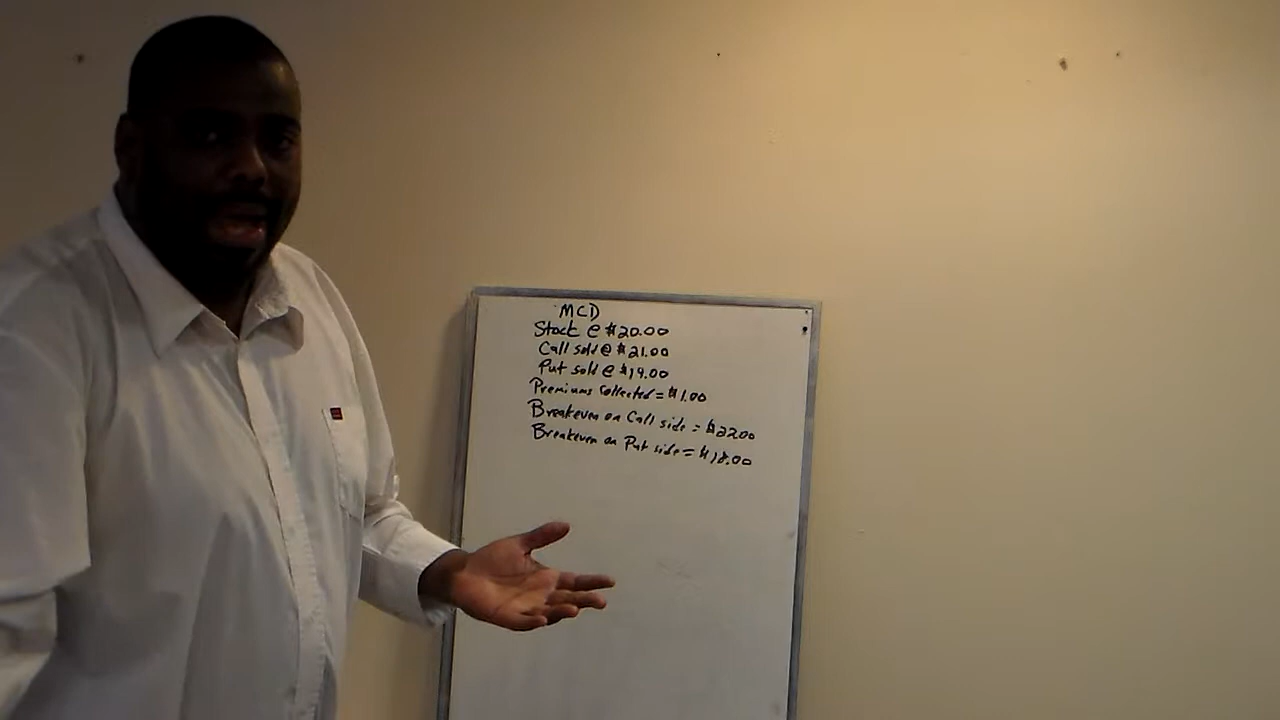 MCD
Stock @ $20.00
Call sold @ $21.00
Put sold @ $19.00
Premiums collected = $1.00
Breakeven on Call side = $22.00
Breakeven on Put side = $18.00